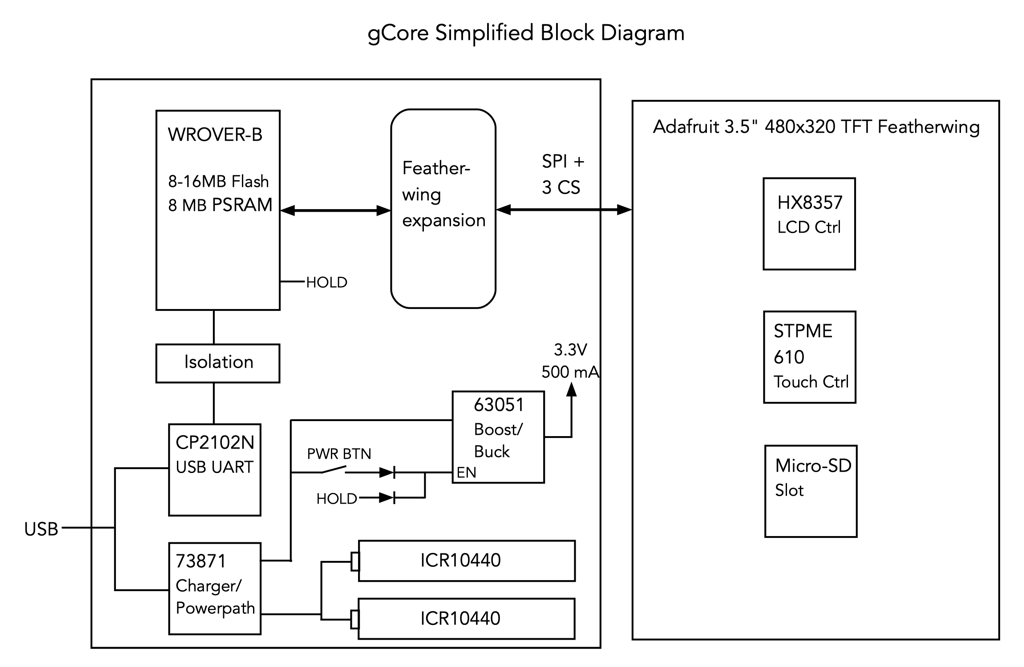 gCore Simplified Block Diagram
WROVER-B
8-16MB Flash
8 MB PSRAM
HOLD
Feather-
wing
expansion
SPI +
3 CS
Adafruit 3.5" 480x320 TFT Featherwing
HX8357
LCD Ctrl
STPME
610
Touch Ctrl
Micro-SD
Slot
Isolation
3.3V
500 mA
63051
Boost/
Buck
EN
PWR BTN
HOLD
CP2102N
USB UART
USB
73871
Charger/
Powerpath
ICR10440
ICR10440